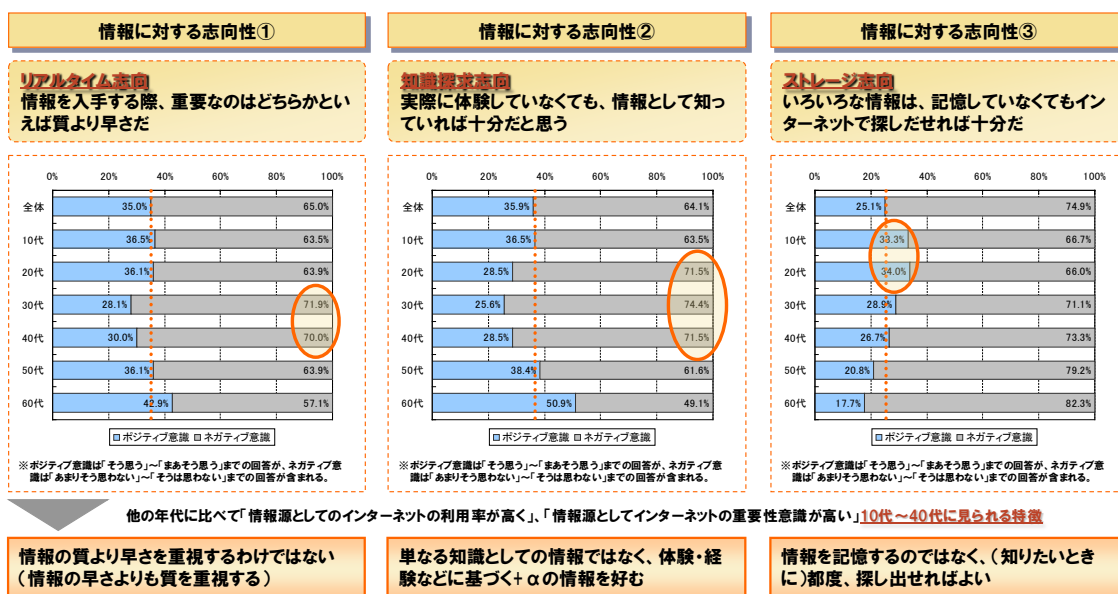 情報に対する志向性①
リアルタイム志向
情報を入手する際、重要なのはどちらかとい
えば質より早さだ
0% 20% 40% 60% 80% 100%
全体 35.0% 65.0%
10代 36.5% 63.5%
20代 36.1% 63.9%
30代 28.1% 71.9%
40代 30.0% 70.0%
50代 36.1% 63.9%
60代 42.9% 57.1%
ポジティブ意識 ネガティブ意識
※ポジティブ意識は「そう思う」～「まあそう思う」までの回答が、ネガティブ意
識は「あまりそう思わない」～「そうは思わない」までの回答が含まれる。
情報に対する志向性②
知識探求志向
実際に体験していなくても、情報として知っ
ていれば十分だと思う
0% 20% 40% 60% 80% 100%
全体 35.9% 64.1%
10代 36.5% 63.5%
20代 28.5% 71.5%
30代 25.6% 74.4%
40代 28.5% 71.5%
50代 38.4% 61.6%
60代 50.9% 49.1%
ポジティブ意識 ネガティブ意識
※ポジティブ意識は「そう思う」～「まあそう思う」までの回答が、ネガティブ意
識は「あまりそう思わない」～「そうは思わない」までの回答が含まれる。
情報に対する志向性③
ストレージ志向
いろいろな情報は、記憶していなくてもイン
ターネットで探しだせれば十分だ
0% 20% 40% 60% 80% 100%
全体 25.1% 74.9%
10代 33.3% 66.7%
20代 34.0% 66.0%
30代 28.9% 71.1%
40代 26.7% 73.3%
50代 20.8% 79.2%
60代 17.7% 82.3%
ポジティブ意識 ネガティブ意識
※ポジティブ意識は「そう思う」～「まあそう思う」までの回答が、ネガティブ意
識は「あまりそう思わない」～「そうは思わない」までの回答が含まれる。
他の年代に比べて「情報源としてのインターネットの利用率が高く」、「情報源としてインターネットの重要性意識が高い」10代～40代に見られる特徴
情報の質より早さを重視するわけではない
（情報の早さよりも質を重視する）
単なる知識としての情報ではなく、体験・経
験などに基づく+αの情報を好む
情報を記憶するのではなく、（知りたいとき
に）都度、探し出せればよい